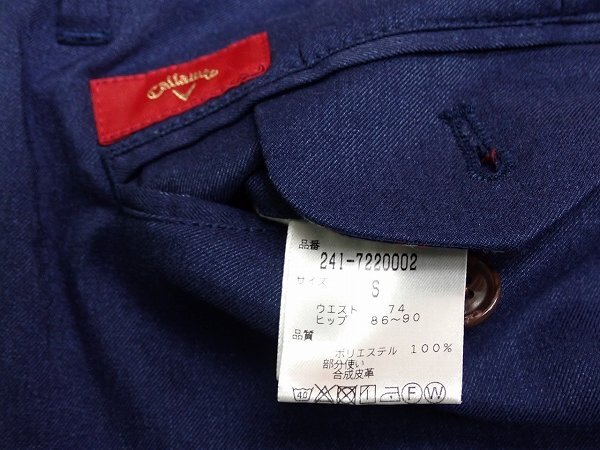 Callaway
品番
241-7220002
サイズ
S
ウエスト 74
ヒップ 86~90
品質
ポリエステル 100%
部分使い
合成皮革
40 F W